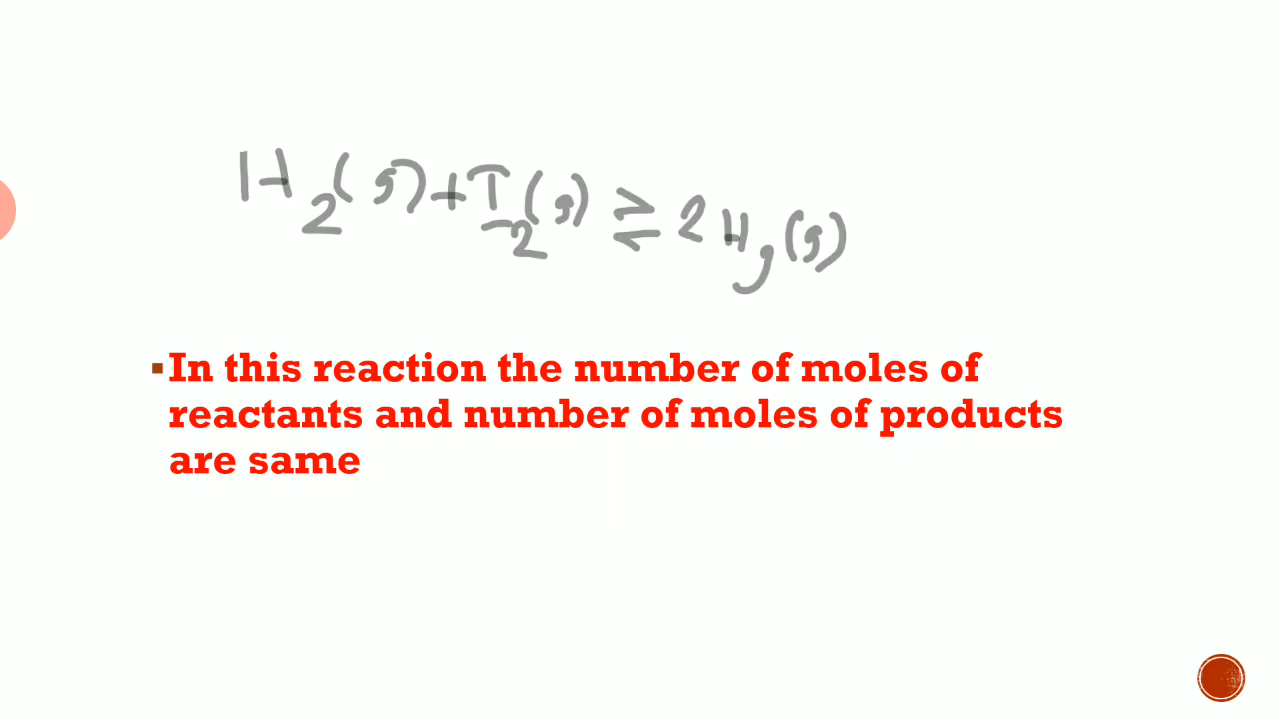 H₂(g)+I₂(g)⇌2Hg(g)
In this reaction the number of moles of
reactants and number of moles of products
are same